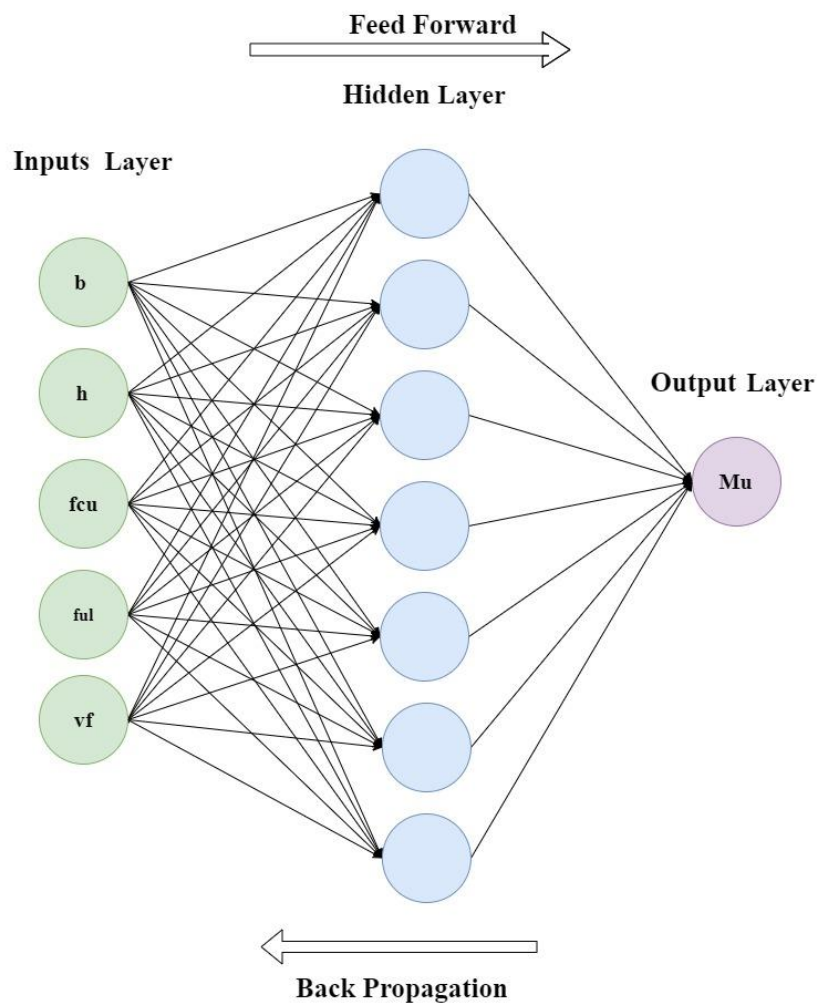 Feed Forward
Hidden Layer
Inputs Layer
b
h
fcu
ful
vf
Output Layer
Mu
Back Propagation